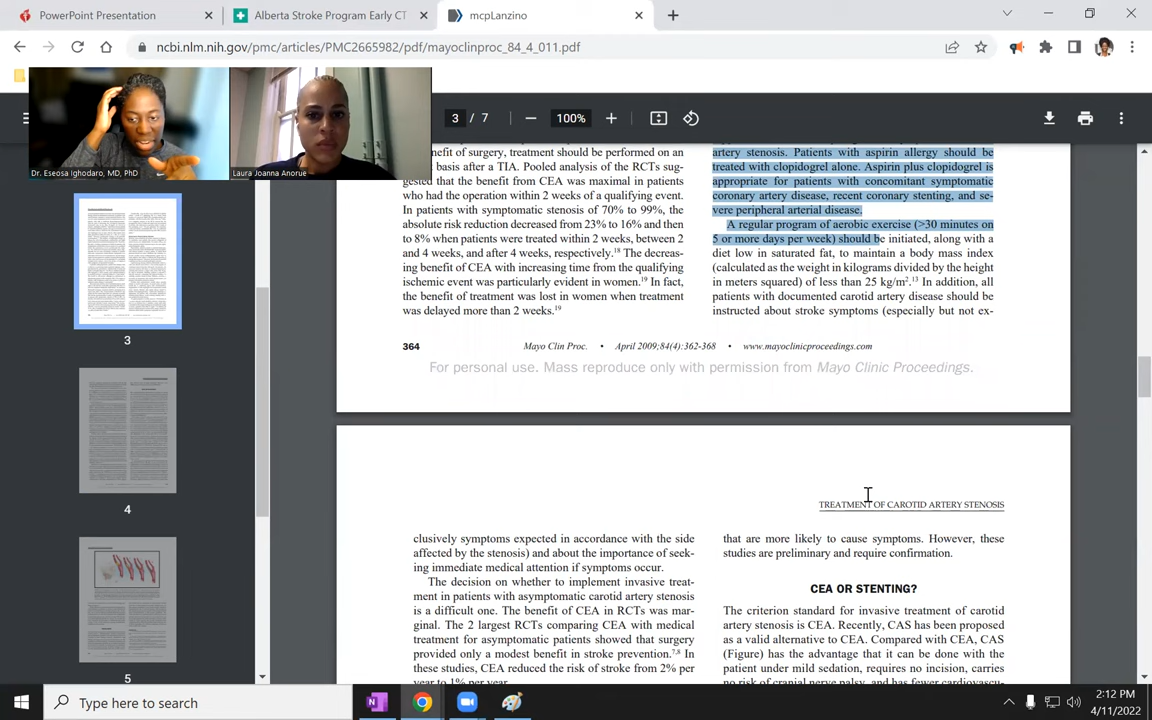 PowerPoint Presentation
Alberta Stroke Program Early CT
mcpLanzino
ncbi.nlm.nih.gov/pmc/articles/PMC2665982/pdf/mayoclinproc_84_4_011.pdf
3 / 7
100%
Dr. Eseosa Ighodaro, MD, PhD
Laura Joanna Anorue
3
4
5
nefit of surgery, treatment should be performed on an
basis after a TIA. Pooled analysis of the RCTs sug-
gested that the benefit from CEA was maximal in patients
who had the operation within 2 weeks of a qualifying event.
In patients with symptomatic stenosis of 70% to 99%, the
absolute risk reduction decreased from 23% to 16% and then
to 8% when patients were treated within 2 weeks, between 2
and 4 weeks, and after 4 weeks, respectively.18 The decreas-
ing benefit of CEA with increasing time from the qualifying
ischemic event was particularly evident in women.19 In fact,
the benefit of treatment was lost in women when treatment
was delayed more than 2 weeks.19
artery stenosis. Patients with aspirin allergy should be
treated with clopidogrel alone. Aspirin plus clopidogrel is
appropriate for patients with concomitant symptomatic
coronary artery disease, recent coronary stenting, and se-
vere peripheral arterial disease.
A regular program of aerobic exercise (>30 minutes on
5 or more days per week) should be initiated, along with a
diet low in saturated fat, to maintain a body mass index
(calculated as the weight in kilograms divided by the height
in meters squared) of less than 25 kg/m2.13 In addition, all
patients with documented carotid artery disease should be
instructed about stroke symptoms (especially but not ex-
364
Mayo Clin Proc. • April 2009;84(4):362-368 • www.mayoclinicproceedings.com
For personal use. Mass reproduce only with permission from Mayo Clinic Proceedings.
TREATMENT OF CAROTID ARTERY STENOSIS
clusively symptoms expected in accordance with the side
affected by the stenosis) and about the importance of seek-
ing immediate medical attention if symptoms occur.
The decision on whether to implement invasive treat-
ment in patients with asymptomatic carotid artery stenosis
is a difficult one. The benefit of CEA in RCTs was mar-
ginal. The 2 largest RCTs comparing CEA with medical
treatment for asymptomatic patients showed that surgery
provided only a modest benefit in stroke prevention.7,8 In
these studies, CEA reduced the risk of stroke from 2% per
year to 1% per year.
that are more likely to cause symptoms. However, these
studies are preliminary and require confirmation.
CEA OR STENTING?
The criterion standard for invasive treatment of carotid
artery stenosis is CEA. Recently, CAS has been proposed
as a valid alternative to CEA. Compared with CEA, CAS
(Figure) has the advantage that it can be done with the
patient under mild sedation, requires no incision, carries
no risk of cranial nerve palsy, and has fewer cardiovascu-
Type here to search
2:12 PM
4/11/2022